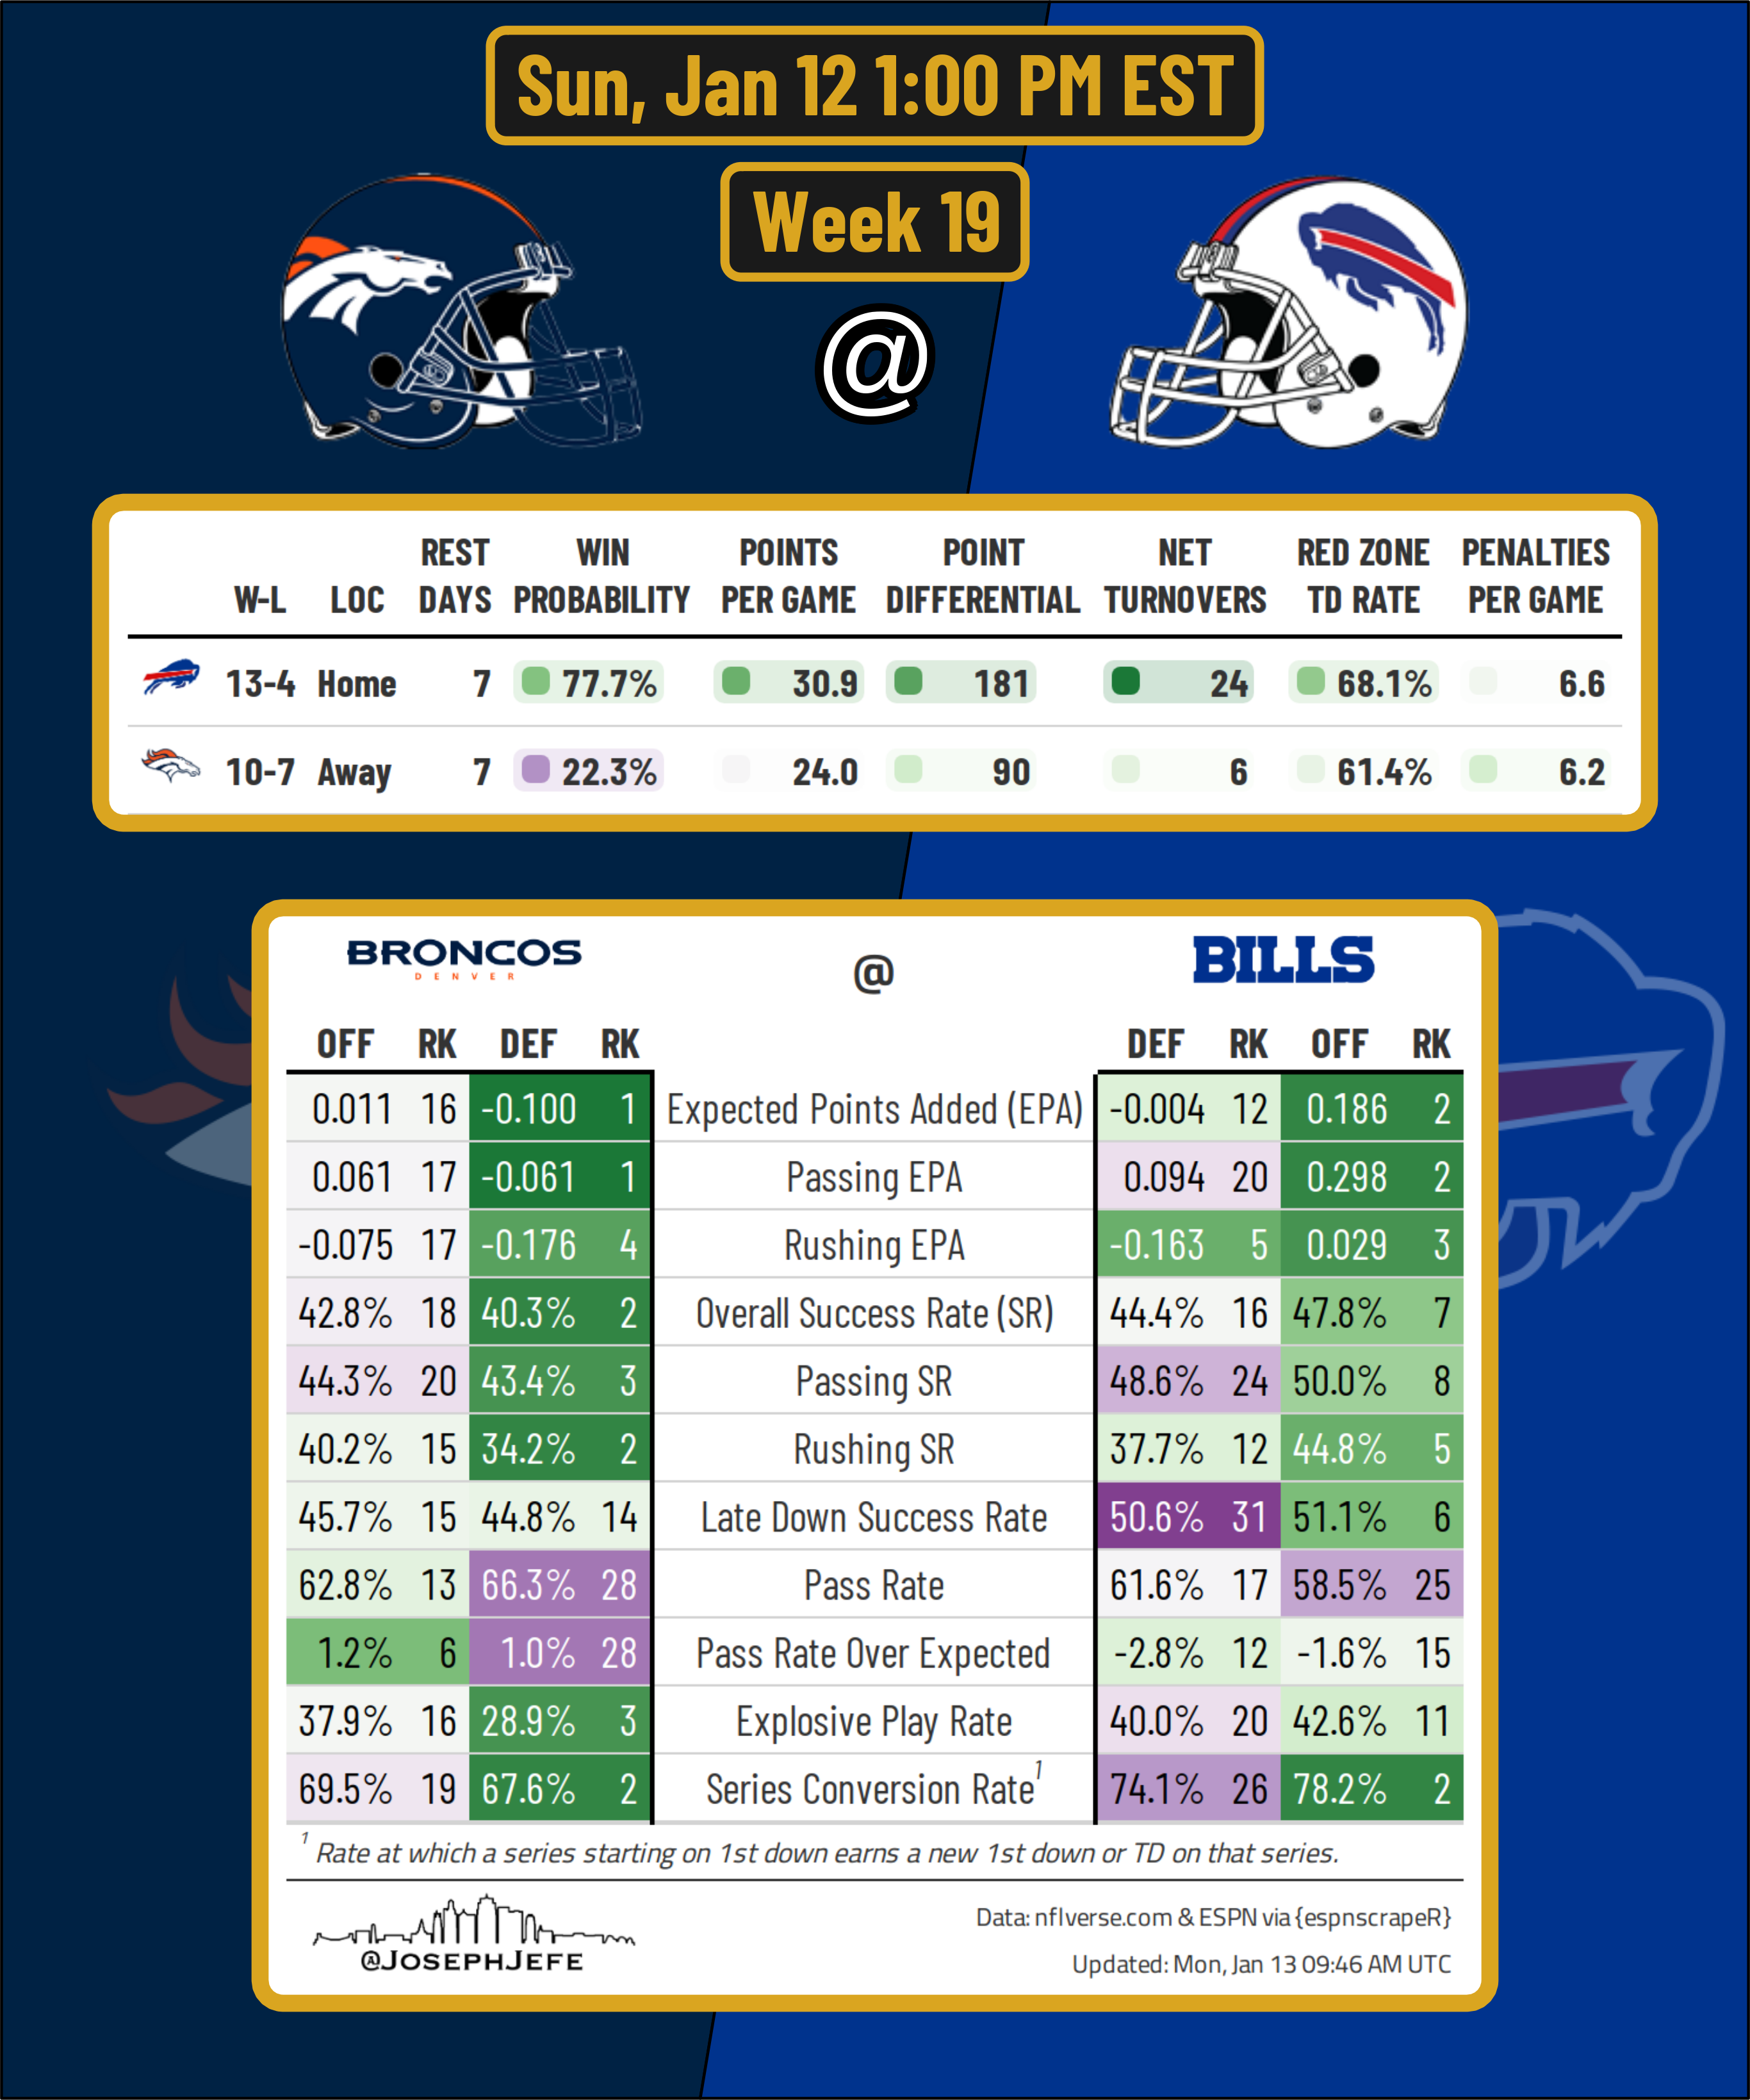 Sun, Jan 12 1:00 PM EST
Week 19
@
REST WIN POINTS POINT NET RED ZONE PENALTIES
W-L LOC DAYS PROBABILITY PER GAME DIFFERENTIAL TURNOVERS TD RATE PER GAME
13-4 Home 7 77.7% 30.9 181 24 68.1% 6.6
10-7 Away 7 22.3% 24.0 90 6 61.4% 6.2
BRONCOS @ BILLS
DENVER
OFF RK DEF RK DEF RK OFF RK
0.011 16 -0.100 1 Expected Points Added (EPA) -0.004 12 0.186 2
0.061 17 -0.061 1 Passing EPA 0.094 20 0.298 2
-0.075 17 -0.176 4 Rushing EPA -0.163 5 0.029 3
42.8% 18 40.3% 2 Overall Success Rate (SR) 44.4% 16 47.8% 7
44.3% 20 43.4% 3 Passing SR 48.6% 24 50.0% 8
40.2% 15 34.2% 2 Rushing SR 37.7% 12 44.8% 5
45.7% 15 44.8% 14 Late Down Success Rate 50.6% 31 51.1% 6
62.8% 13 66.3% 28 Pass Rate 61.6% 17 58.5% 25
1.2% 6 1.0% 28 Pass Rate Over Expected -2.8% 12 -1.6% 15
37.9% 16 28.9% 3 Explosive Play Rate 40.0% 20 42.6% 11
69.5% 19 67.6% 2 Series Conversion Rate1 74.1% 26 78.2% 2
1 Rate at which a series starting on 1st down earns a new 1st down or TD on that series.
@JOSEPHJEFE
Data: nflverse.com & ESPN via {espnscrapeR}
Updated: Mon, Jan 13 09:46 AM UTC